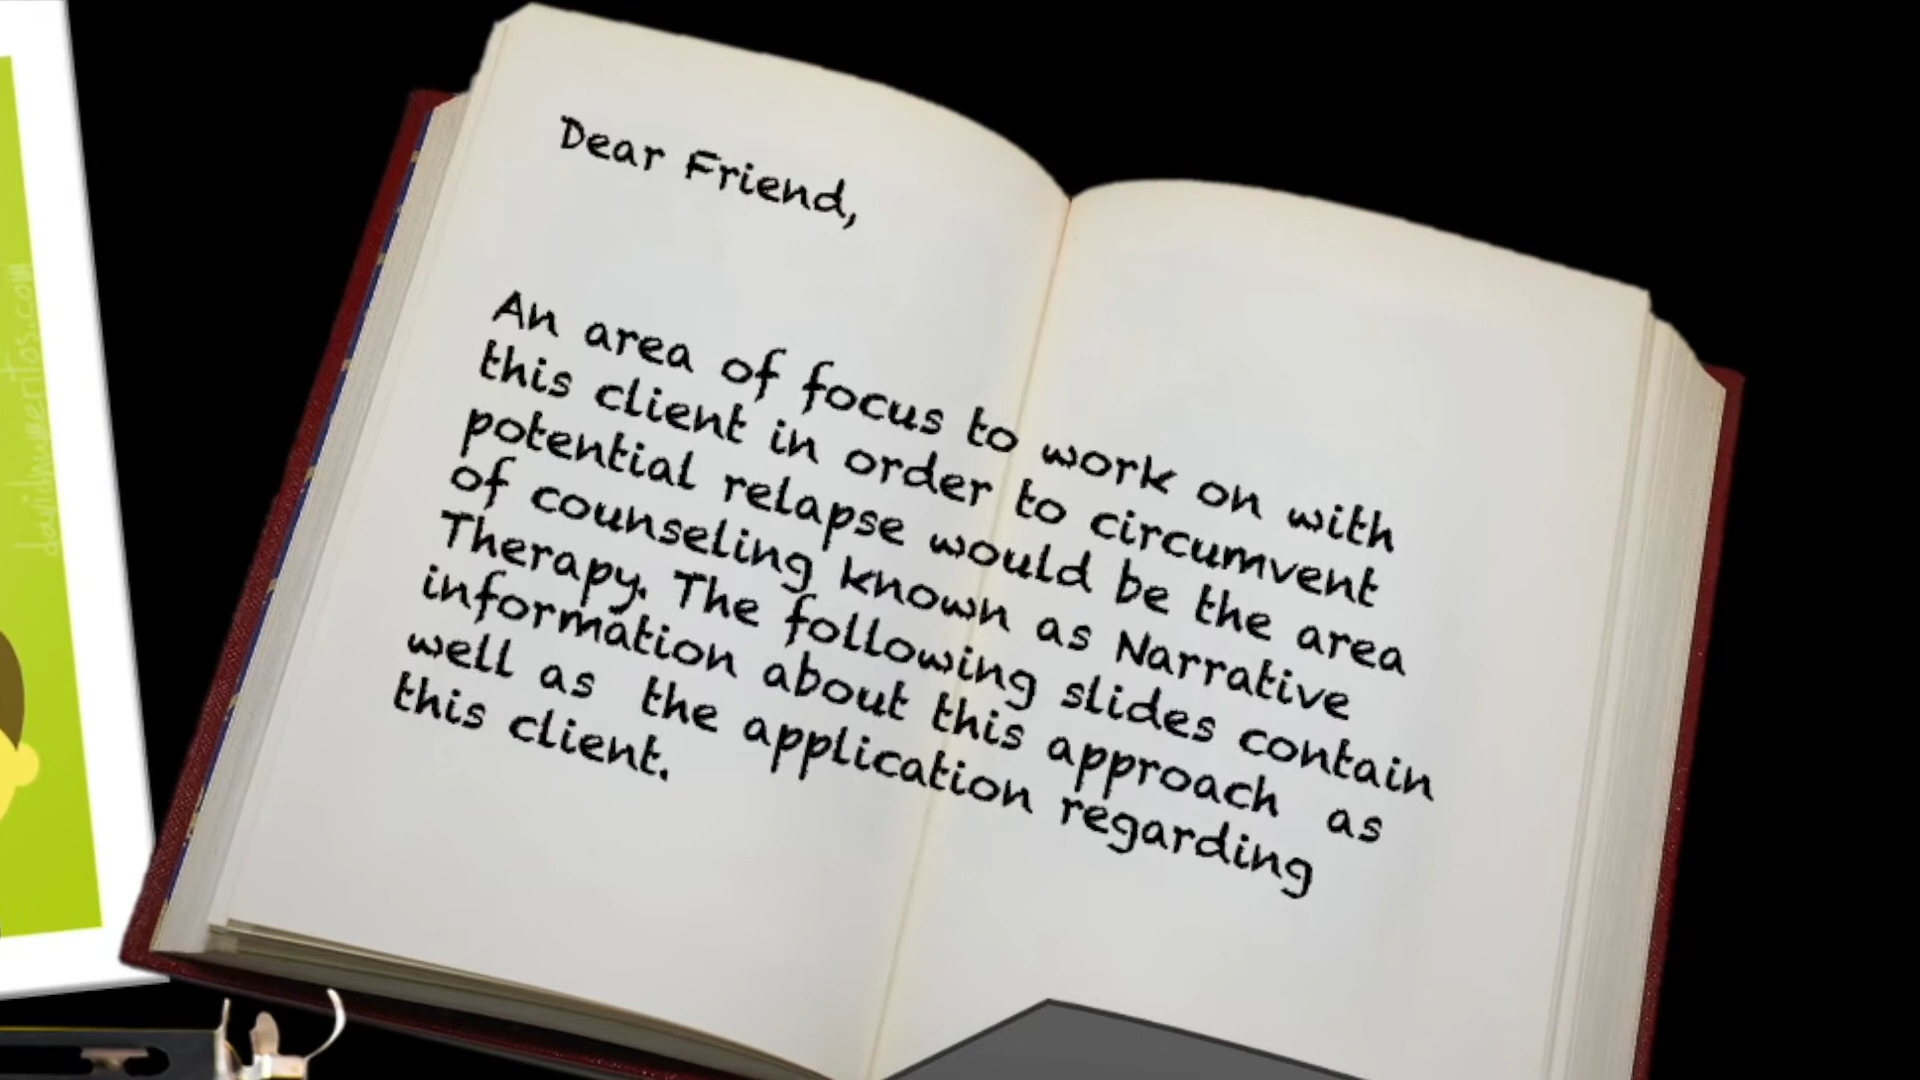 Dear Friend,
An area of focus to work on with
this client in order to circumvent
potential relapse would be the area
of counseling known as Narrative
Therapy. The following slides contain
information about this approach as
well as the application regarding
this client.